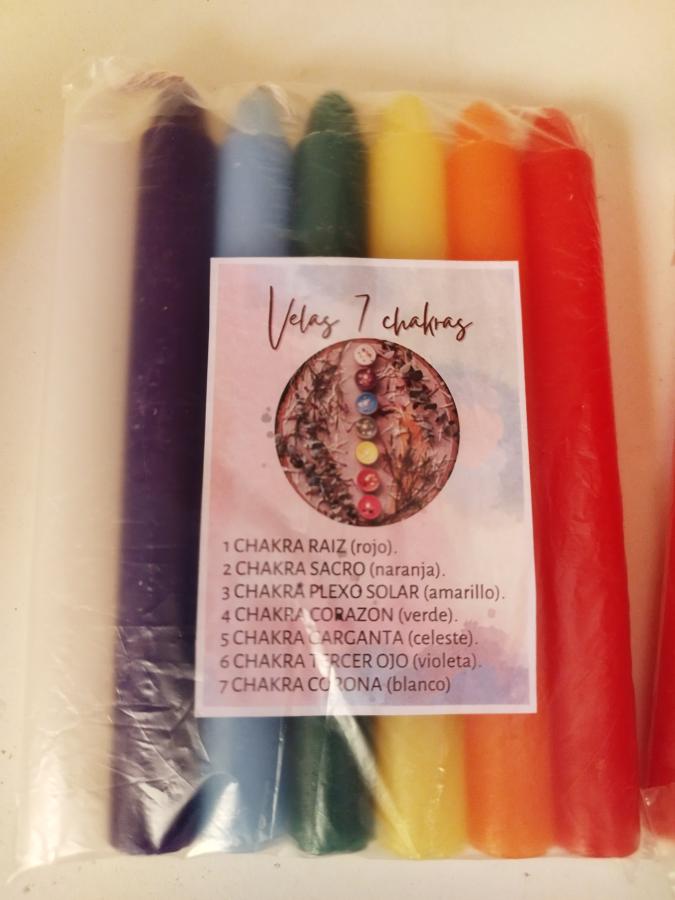 Velas 7 chakras
1 CHAKRA RAIZ (rojo).
2 CHAKRA SACRO (naranja).
3 CHAKRA PLEXO SOLAR (amarillo).
4 CHAKRA CORAZON (verde).
5 CHAKRA GARGANTA (celeste).
6 CHAKRA TERCER OJO (violeta).
7 CHAKRA CORONA (blanco)